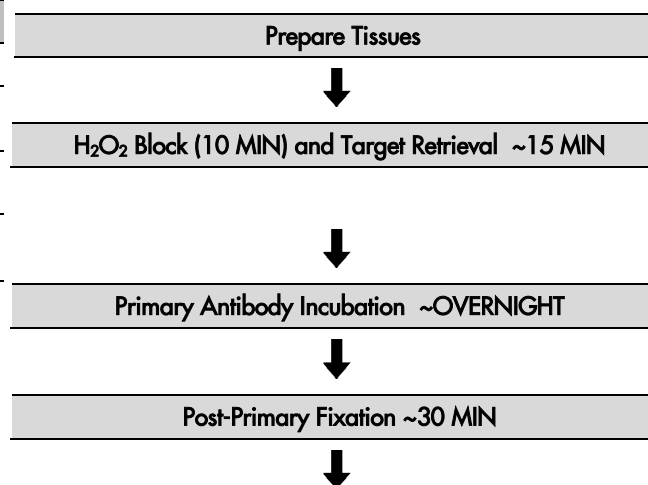 Prepare Tissues
H₂O₂ Block (10 MIN) and Target Retrieval ~15 MIN
Primary Antibody Incubation ~OVERNIGHT
Post-Primary Fixation ~30 MIN